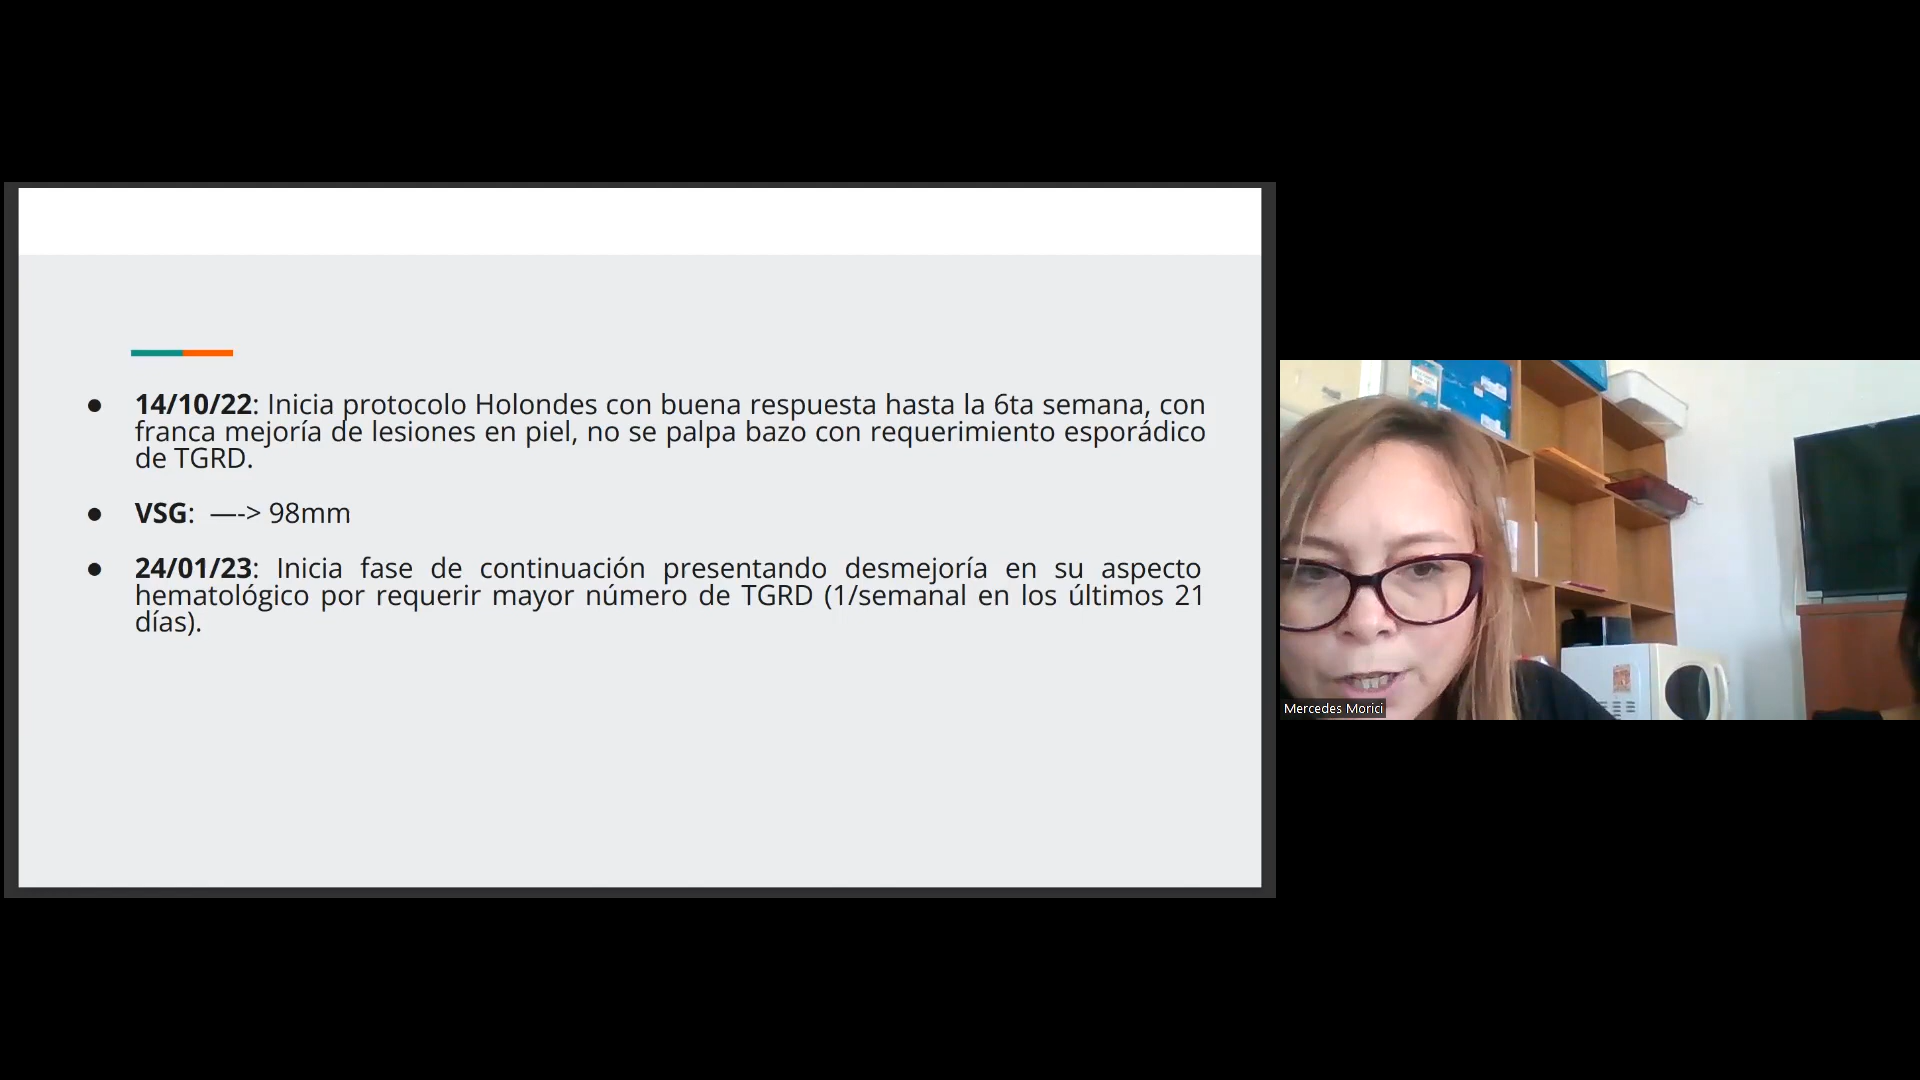 ● 14/10/22: Inicia protocolo Holondes con buena respuesta hasta la 6ta semana, con
franca mejoría de lesiones en piel, no se palpa bazo con requerimiento esporádico
de TGRD.
● VSG: —-> 98mm
● 24/01/23: Inicia fase de continuación presentando desmejoría en su aspecto
hematológico por requerir mayor número de TGRD (1/semanal en los últimos 21
días).
Mercedes Morici